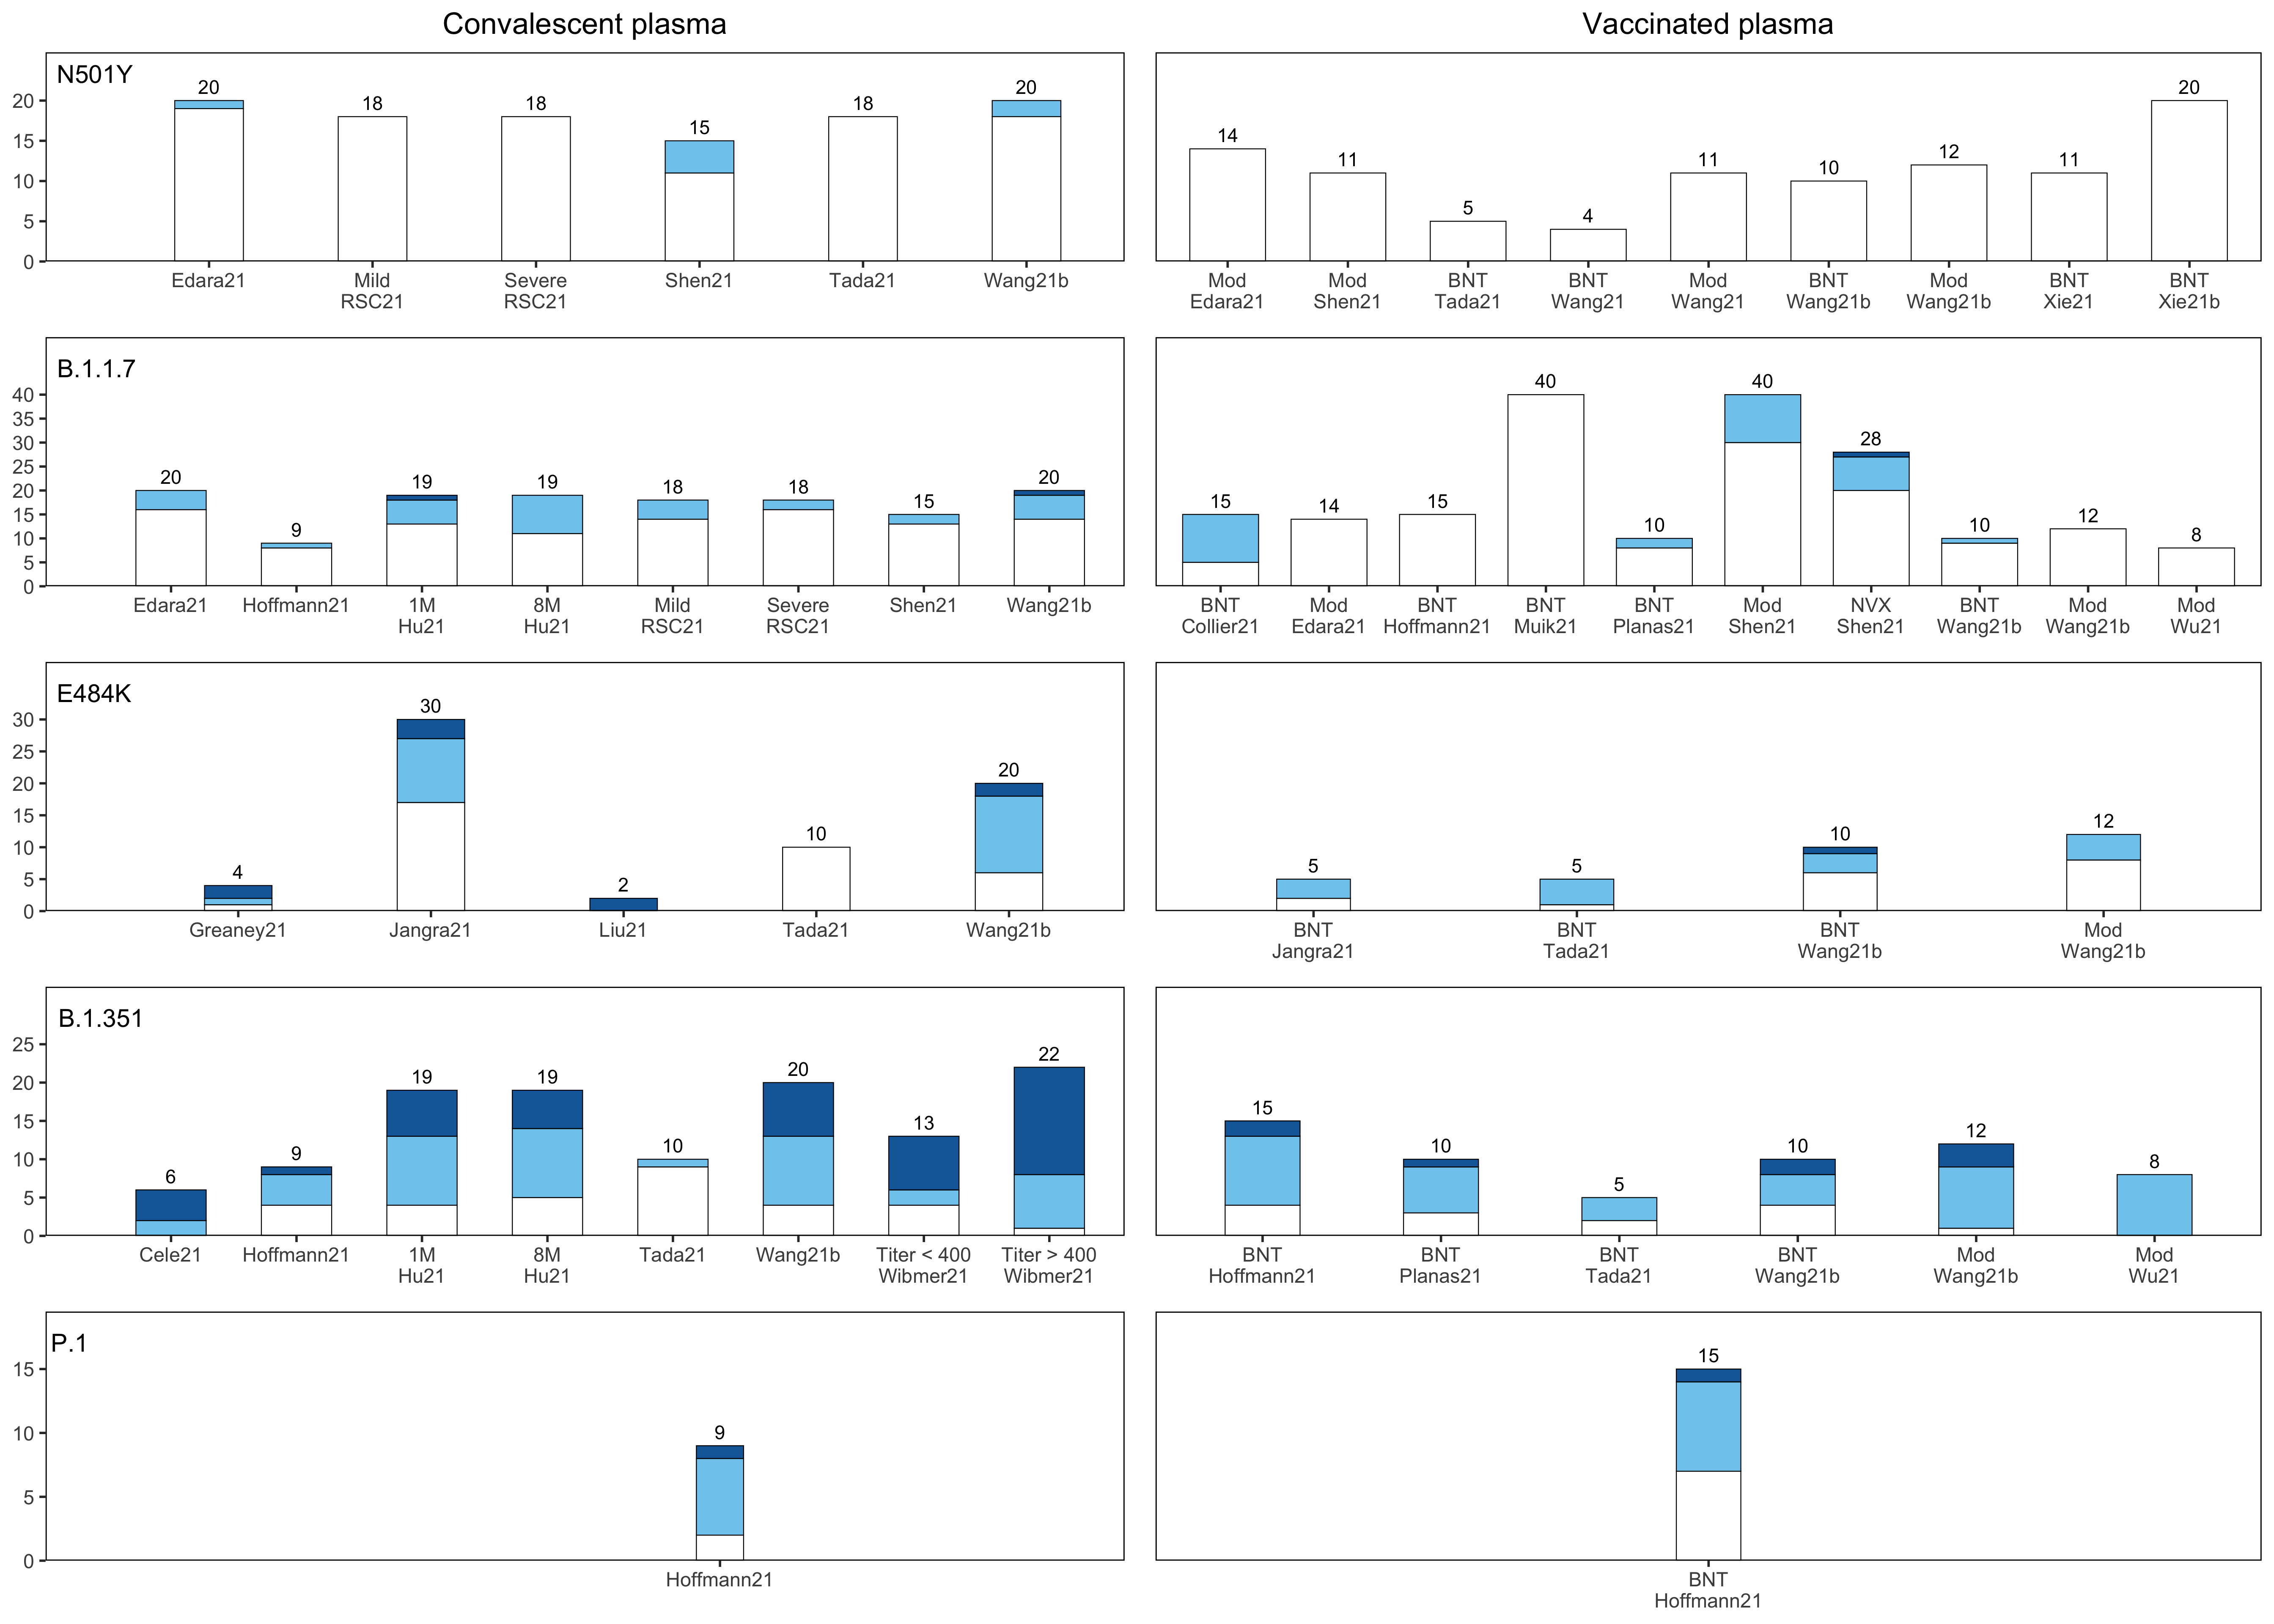 Convalescent plasma
Vaccinated plasma
N501Y
20
15
10
5
0
20
18
18
15
18
20
Edara21
Mild
RSC21
Severe
RSC21
Shen21
Tada21
Wang21b
14
11
5
4
11
10
12
11
20
Mod
Edara21
Mod
Shen21
BNT
Tada21
BNT
Wang21
Mod
Wang21
BNT
Wang21b
Mod
Wang21b
BNT
Xie21
BNT
Xie21b
B.1.1.7
40
35
30
25
20
15
10
5
0
20
9
19
19
18
18
15
20
Edara21
Hoffmann21
1M
Hu21
8M
Hu21
Mild
RSC21
Severe
RSC21
Shen21
Wang21b
15
14
15
40
10
40
28
10
12
8
BNT
Collier21
Mod
Edara21
BNT
Hoffmann21
BNT
Muik21
BNT
Planas21
Mod
Shen21
NVX
Shen21
BNT
Wang21b
Mod
Wang21b
Mod
Wu21
E484K
30
25
20
15
10
5
0
4
30
2
10
20
Greaney21
Jangra21
Liu21
Tada21
Wang21b
5
5
10
12
BNT
Jangra21
BNT
Tada21
BNT
Wang21b
Mod
Wang21b
B.1.351
25
20
15
10
5
0
6
9
19
19
10
20
13
22
Cele21
Hoffmann21
1M
Hu21
8M
Hu21
Tada21
Wang21b
Titer < 400
Wibmer21
Titer > 400
Wibmer21
15
10
5
10
12
8
BNT
Hoffmann21
BNT
Planas21
BNT
Tada21
BNT
Wang21b
Mod
Wang21b
Mod
Wu21
P.1
15
10
5
0
9
Hoffmann21
15
BNT
Hoffmann21